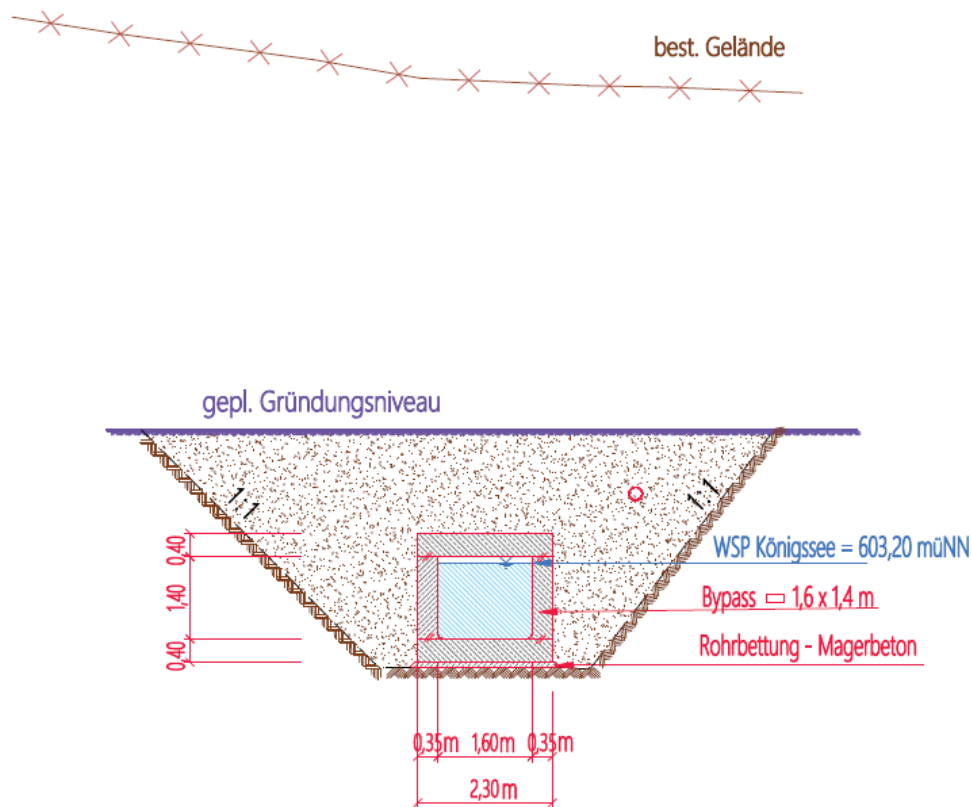 best. Gelände
gepl. Gründungsniveau
1:1
1:1
0,40
1,40
0,40
WSP Königssee = 603,20 müNN
Bypass ▭ 1,6 x 1,4 m
Rohrbettung - Magerbeton
0,35m 1,60m 0,35m
2,30m